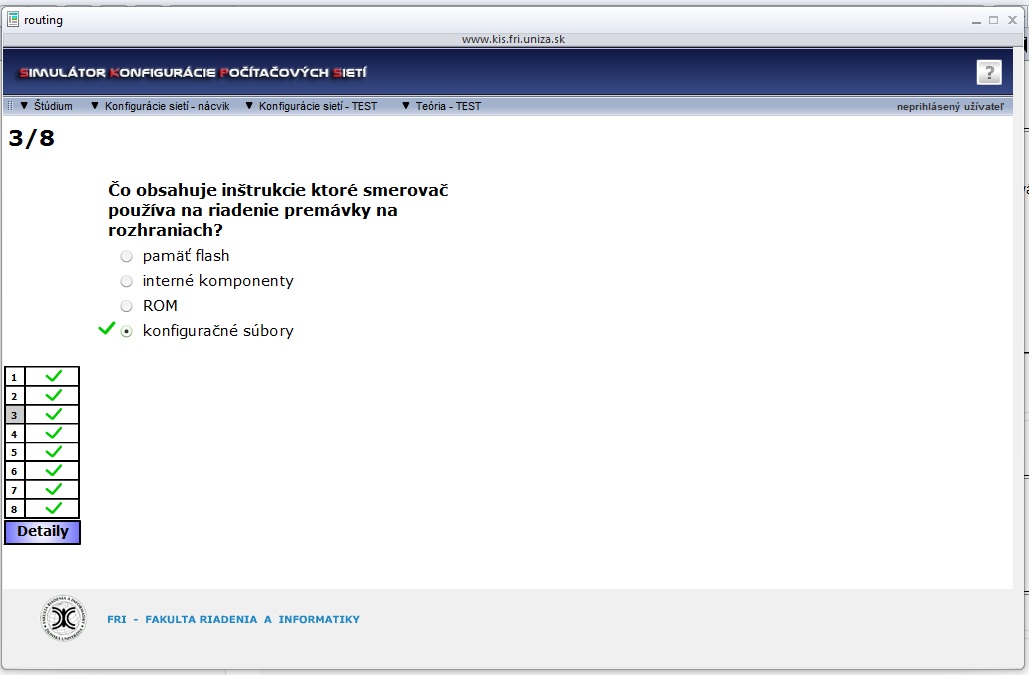 routing
www.kis.fri.uniza.sk
SIMULÁTOR KONFIGURÁCIE POČÍTAČOVÝCH SIETÍ
?
▼ Štúdium ▼ Konfigurácie sietí - nácvik ▼ Konfigurácie sietí - TEST ▼ Teória - TEST neprihlásený užívateľ
3/8
Čo obsahuje inštrukcie ktoré smerovač
používa na riadenie premávky na
rozhraniach?
pamäť flash
interné komponenty
ROM
konfiguračné súbory
1
2
3
4
5
6
7
8
Detaily
FRI - FAKULTA RIADENIA A INFORMATIKY